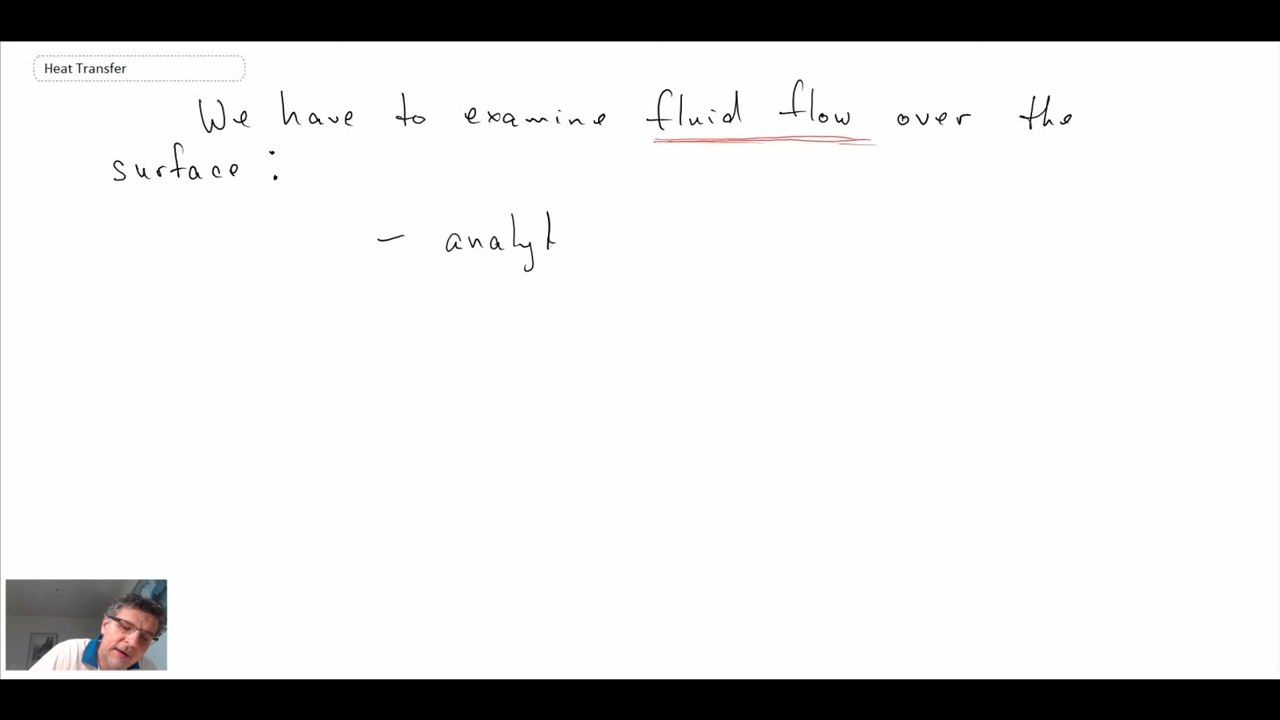 Heat Transfer
We have to examine fluid flow over the
surface :
- analyt